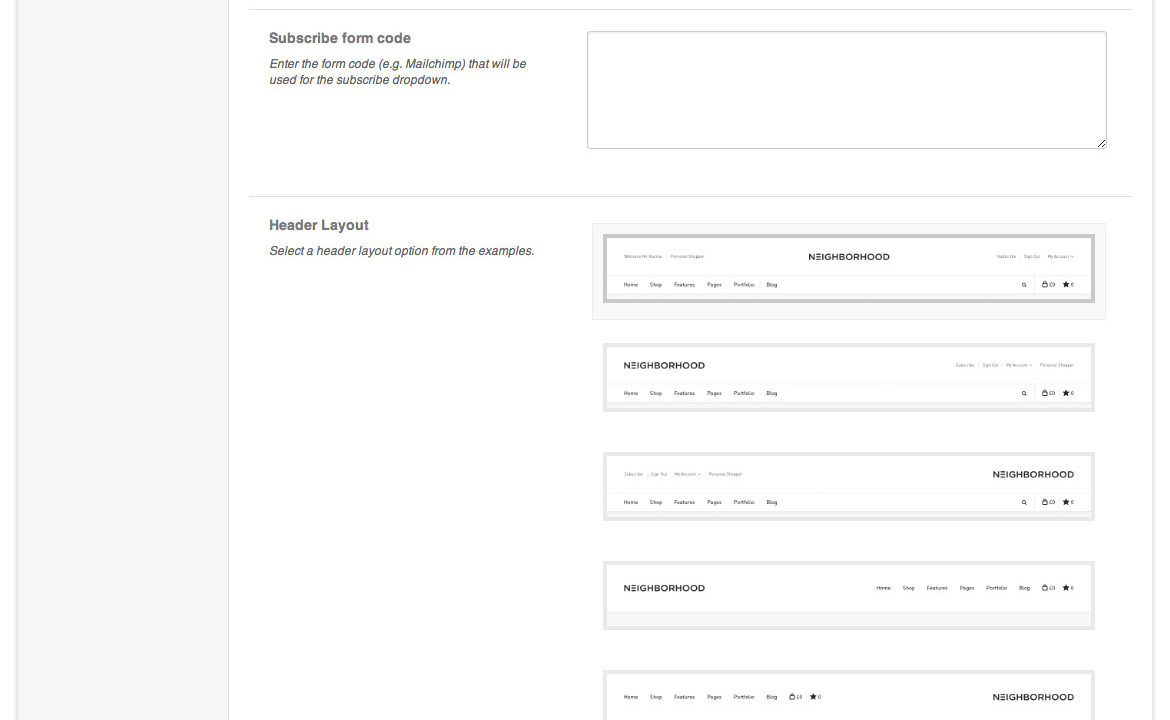 Subscribe form code
Enter the form code (e.g. Mailchimp) that will be
used for the subscribe dropdown.
Header Layout
Select a header layout option from the examples.
Welcome Mr Avenue Personal Shopper NEIGHBORHOOD Subscribe Sign Out My Account
Home Shop Features Pages Portfolio Blog £0 0
NEIGHBORHOOD Subscribe Sign Out My Account Personal Shopper
Home Shop Features Pages Portfolio Blog £0 0
Subscribe Sign Out My Account Personal Shopper NEIGHBORHOOD
Home Shop Features Pages Portfolio Blog £0 0
NEIGHBORHOOD Home Shop Features Pages Portfolio Blog £0 0
Home Shop Features Pages Portfolio Blog £0 0 NEIGHBORHOOD